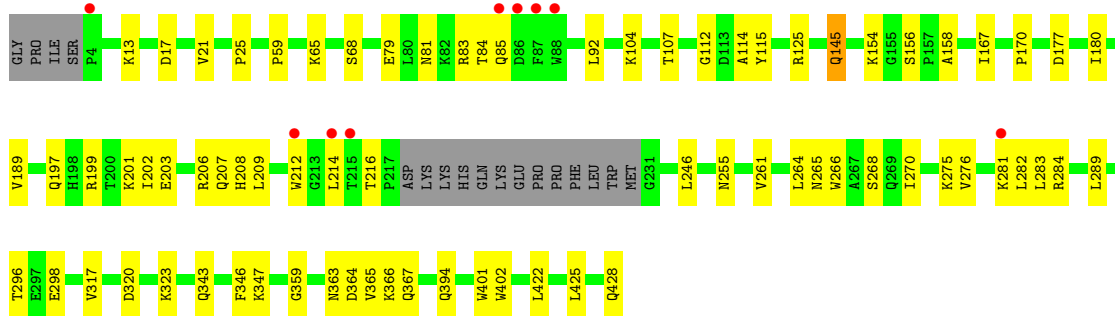 GLY PRO ILE SER P4 K13 D17 V21 P25 P59 K65 S68 E79 L80 N81 K82 R83 T84 Q85 D86 F87 W88 L92 K104 T107 G112 D113 A114 Y115 R125 Q145 K154 G155 S156 P157 A158 I167 P170 D177 I180
V189 Q197 H198 R199 T200 K201 I202 E203 R206 Q207 H208 L209 W212 G213 L214 T215 T216 P217 ASP LYS LYS HIS GLN LYS GLU PRO PRO PHE LEU TRP MET G231 L246 N255 V261 L264 N265 W266 A267 S268 Q269 I270 K275 V276 K281 L282 L283 R284 L289
T296 E297 E298 V317 D320 K323 Q343 F346 K347 G359 N363 D364 V365 K366 Q367 Q394 W401 W402 L422 L425 Q428